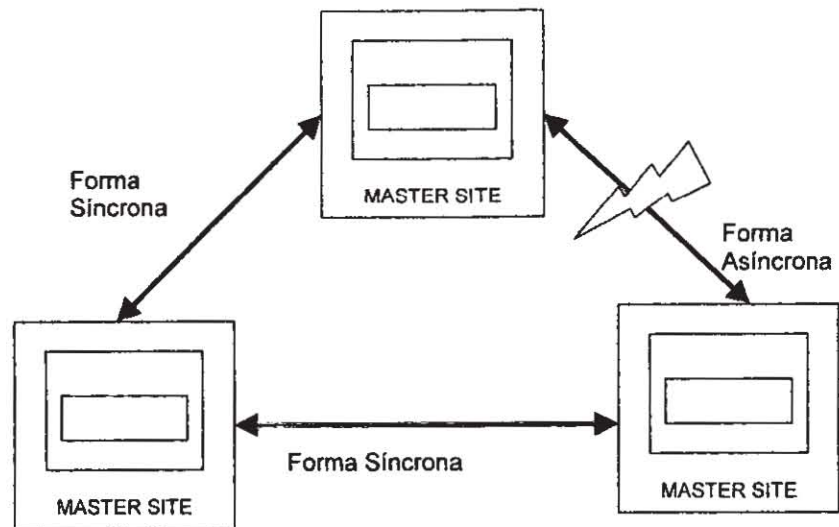 MASTER SITE
Forma
Síncrona
Forma
Asíncrona
MASTER SITE
Forma Síncrona
MASTER SITE